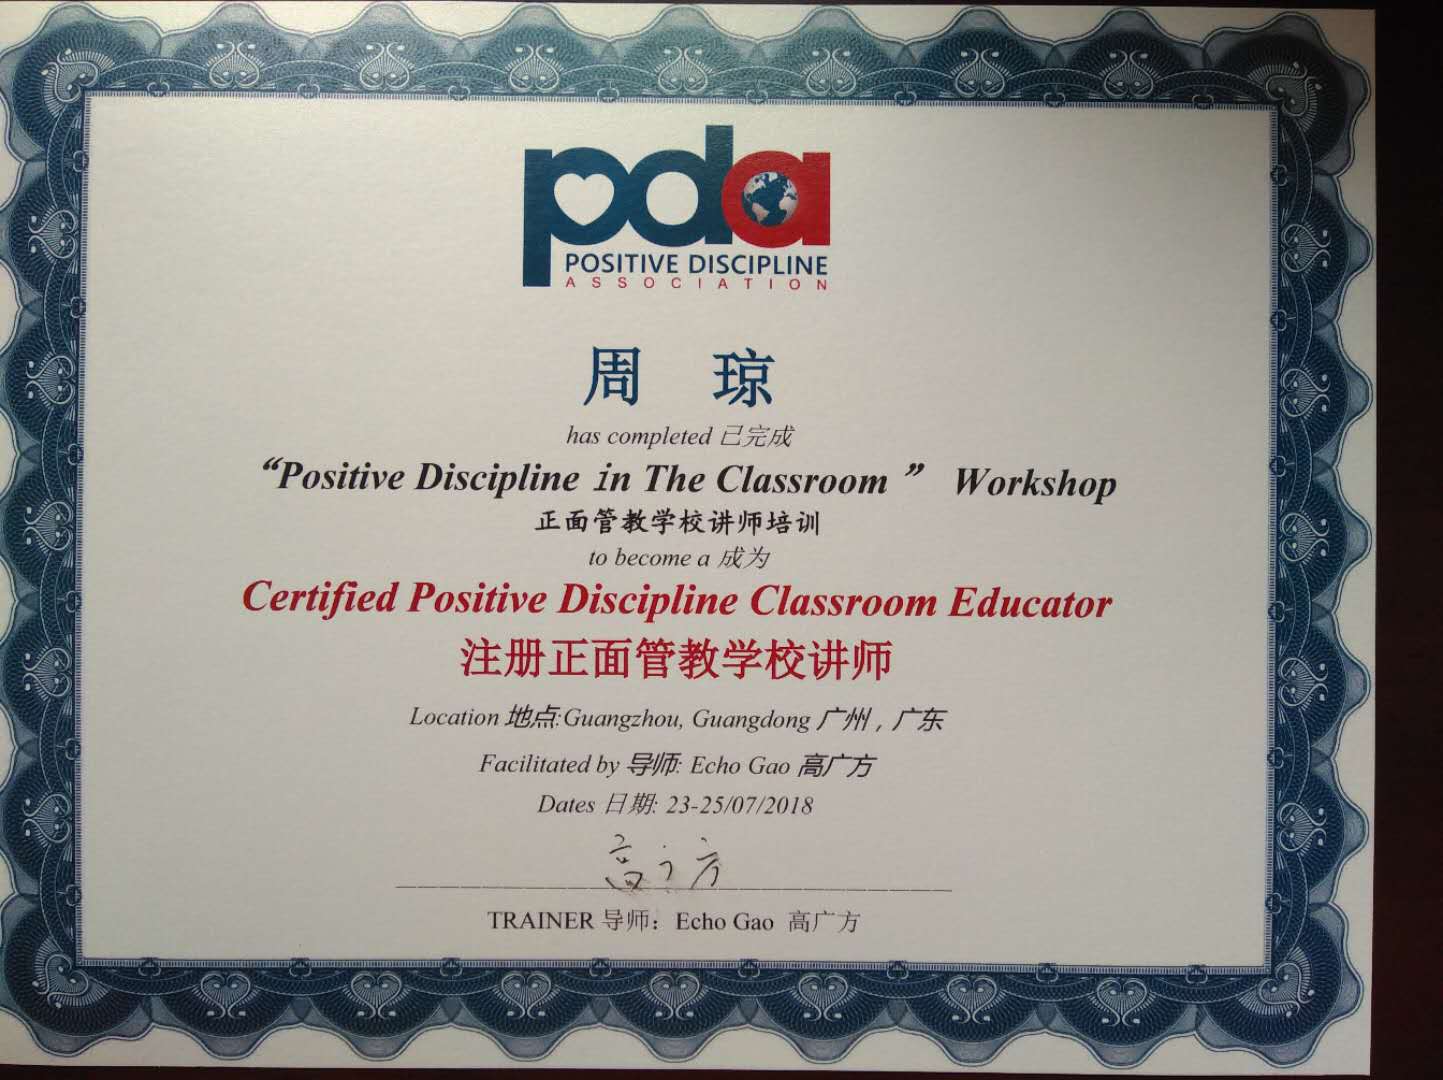 pda
POSITIVE DISCIPLINE
ASSOCIATION
周 琼
has completed 已完成
“Positive Discipline in The Classroom ” Workshop
正面管教学校讲师培训
to become a 成为
Certified Positive Discipline Classroom Educator
注册正面管教学校讲师
Location 地点:Guangzhou, Guangdong 广州，广东
Facilitated by 导师: Echo Gao 高广方
Dates 日期: 23-25/07/2018
高广方
TRAINER 导师： Echo Gao 高广方